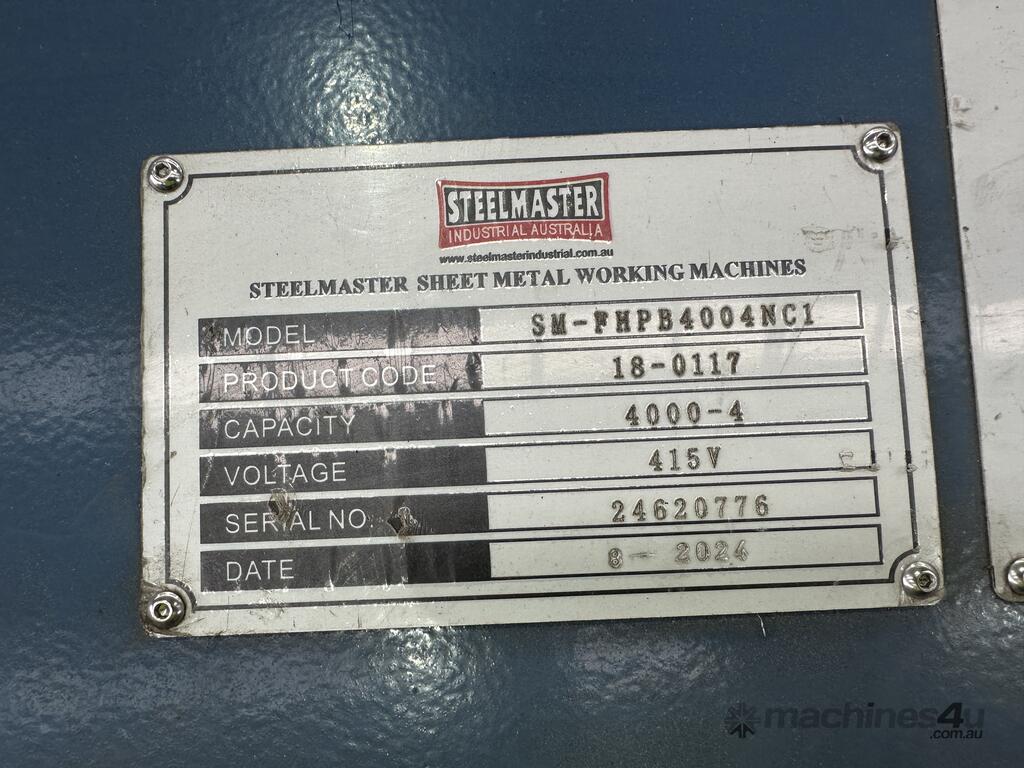 STEELMASTER
INDUSTRIAL AUSTRALIA
www.steelmasterindustrial.com.au
STEELMASTER SHEET METAL WORKING MACHINES
MODEL SM-FHPB4004NC1
PRODUCT CODE 18-0117
CAPACITY 4000-4
VOLTAGE 415V
SERIAL NO. 24620776
DATE 8-2024
machines4u
.com.au